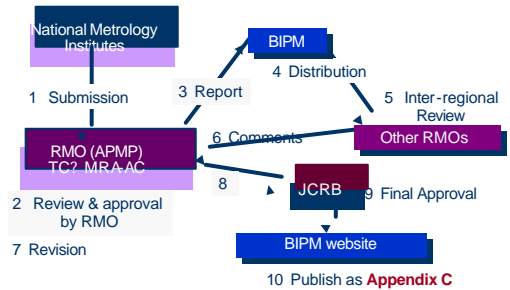 National Metrology
Institutes
BIPM
4 Distribution
3 Report
1 Submission
5 Inter-regional
Review
6 Comments
Other RMOs
RMO (APMP)
TC? MRA-AC
8
JCRB
9 Final Approval
2 Review & approval
by RMO
7 Revision
BIPM website
10 Publish as Appendix C